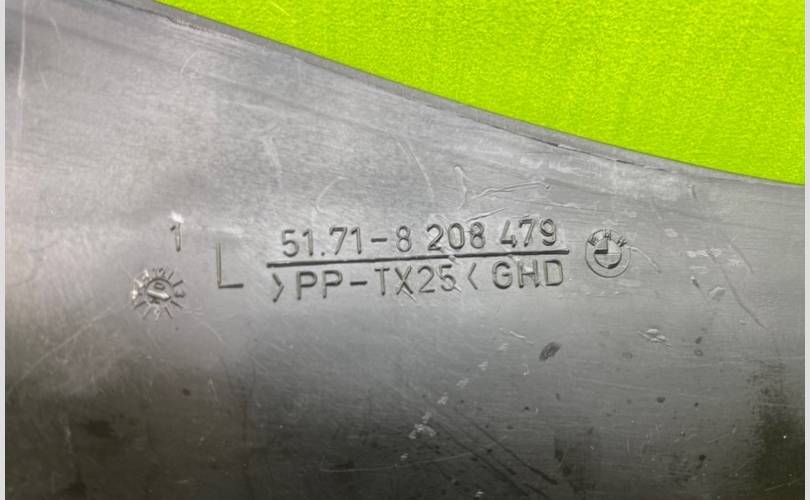 1
L
51.71-8 208 479
>PP-TX25< GHD
BMW